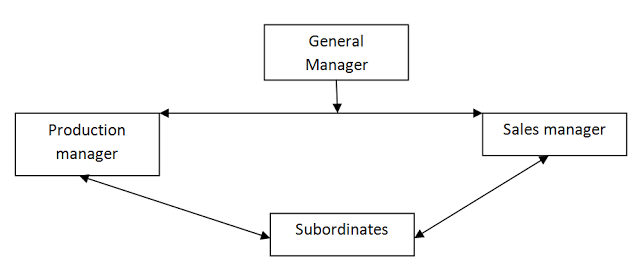 General
Manager
Production
manager
Sales manager
Subordinates